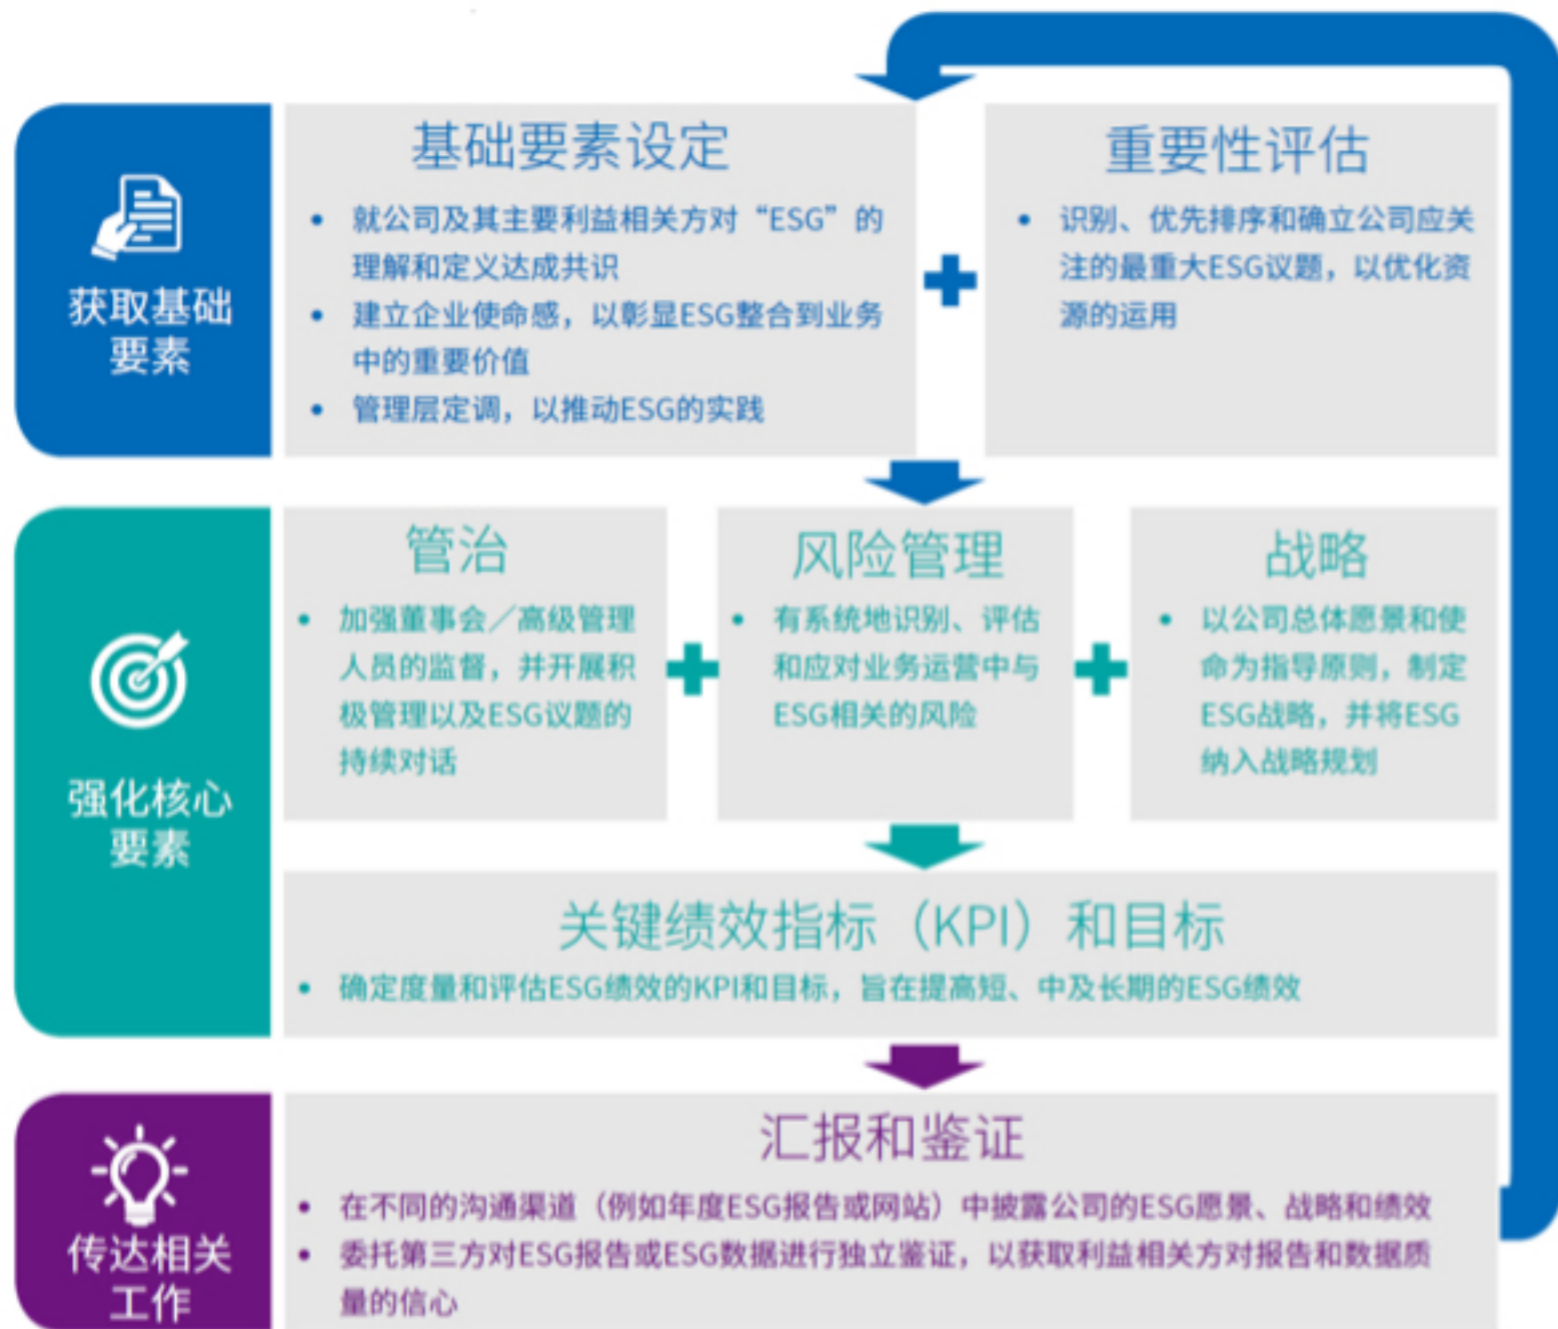 获取基础
要素
基础要素设定
• 就公司及其主要利益相关方对“ESG”的
理解和定义达成共识
• 建立企业使命感，以彰显ESG整合到业务
中的重要价值
• 管理层定调，以推动ESG的实践
重要性评估
• 识别、优先排序和确立公司应关
注的最重大ESG议题，以优化资
源的运用
强化核心
要素
管治
• 加强董事会／高级管理
人员的监督，并开展积
极管理以及ESG议题的
持续对话
风险管理
• 有系统地识别、评估
和应对业务运营中与
ESG相关的风险
战略
• 以公司总体愿景和使
命为指导原则，制定
ESG战略，并将ESG
纳入战略规划
关键绩效指标（KPI）和目标
• 确定度量和评估ESG绩效的KPI和目标，旨在提高短、中及长期的ESG绩效
传达相关
工作
汇报和鉴证
• 在不同的沟通渠道（例如年度ESG报告或网站）中披露公司的ESG愿景、战略和绩效
• 委托第三方对ESG报告或ESG数据进行独立鉴证，以获取利益相关方对报告和数据质
量的信心